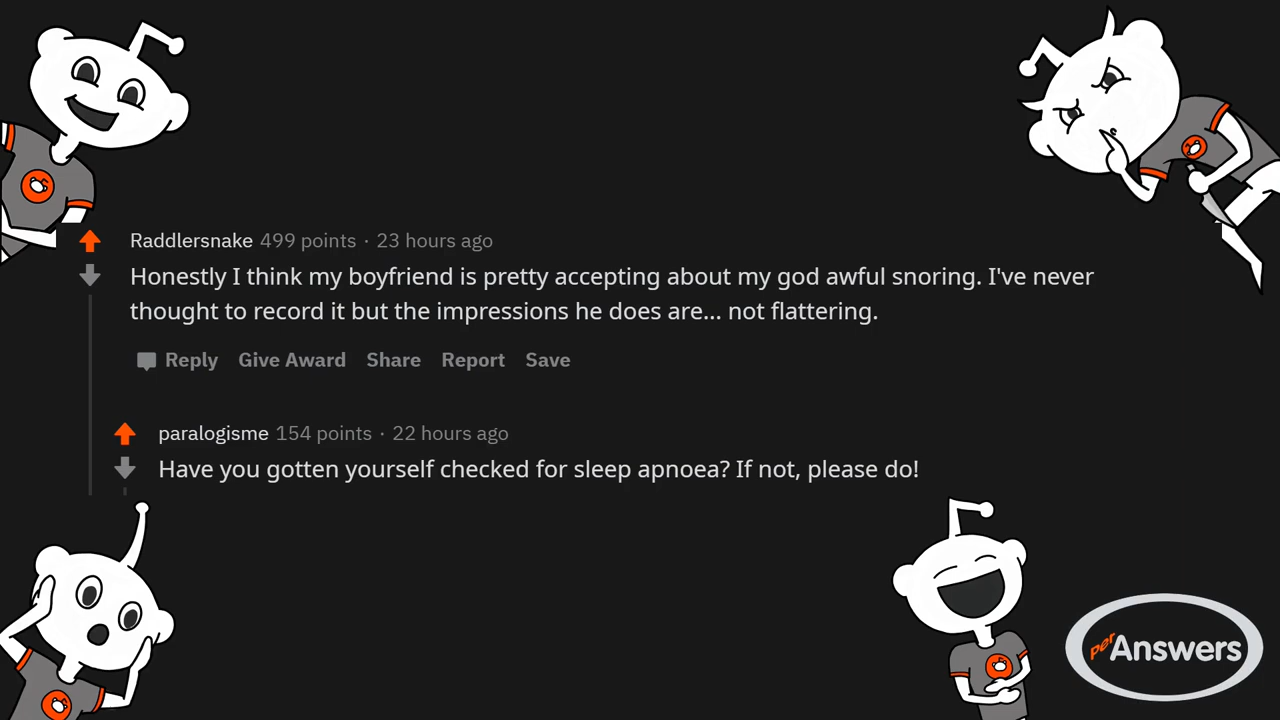 Raddlersnake 499 points · 23 hours ago
Honestly I think my boyfriend is pretty accepting about my god awful snoring. I've never
thought to record it but the impressions he does are... not flattering.
Reply Give Award Share Report Save
paralogisme 154 points · 22 hours ago
Have you gotten yourself checked for sleep apnoea? If not, please do!
perAnswers